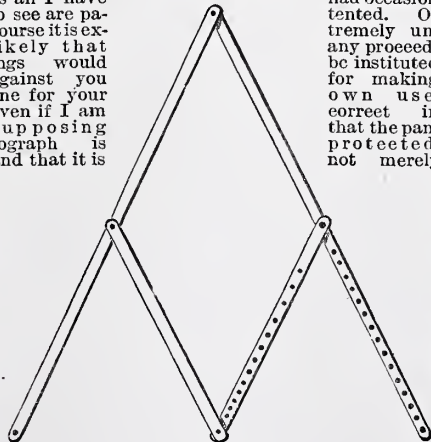 s all I have had occasion
o see are pa- tented. O
ourse it is ex- tremely un
ikely that any proceed
ngs would be instituted
gainst you for making
ne for your own use
ven if I am correct in
upposing that the pan
ograph is protected
nd that it is not merely